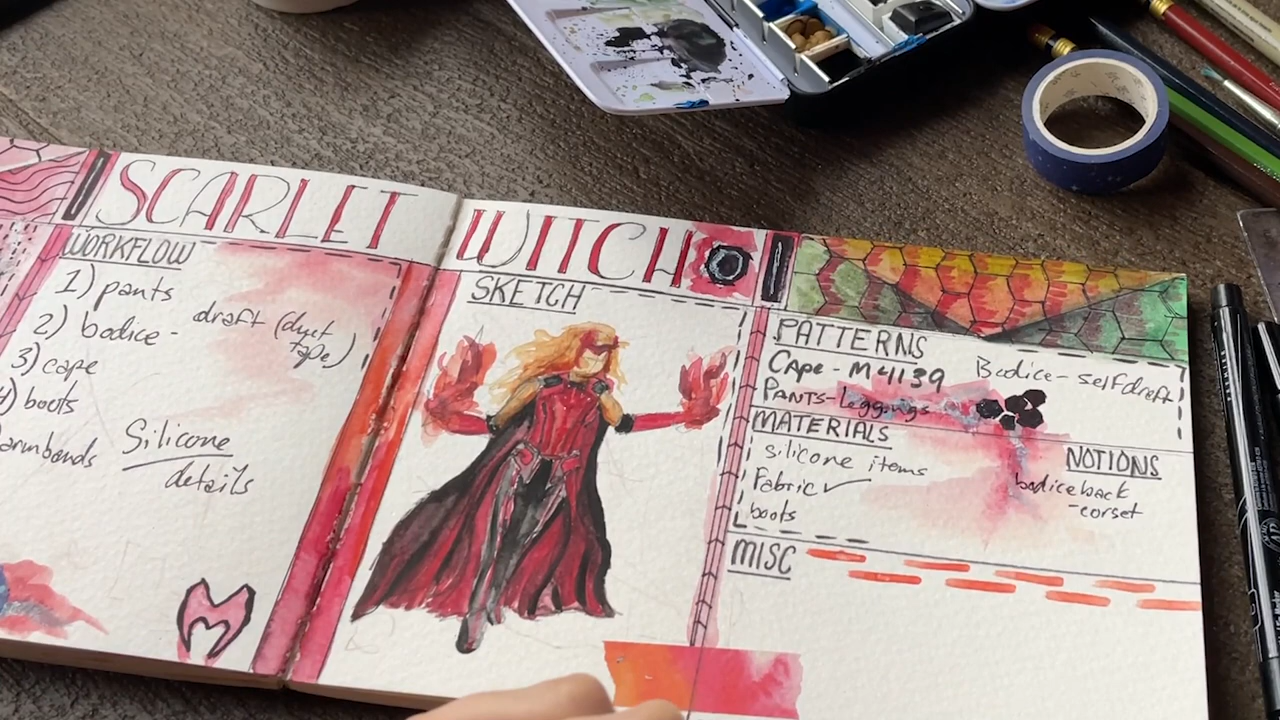 SCARLET WITCH
WORKFLOW
1) pants
2) bodice - draft (duct
tape)
3) cape
4) boots
armbands
Silicone
details
SKETCH
PATTERNS
Cape - M4139
Bodice - selfdraft
PANTS - Leggings
MATERIALS
silicone items
Fabric ✓
boots
NOTIONS
bodice back
- corset
MISC